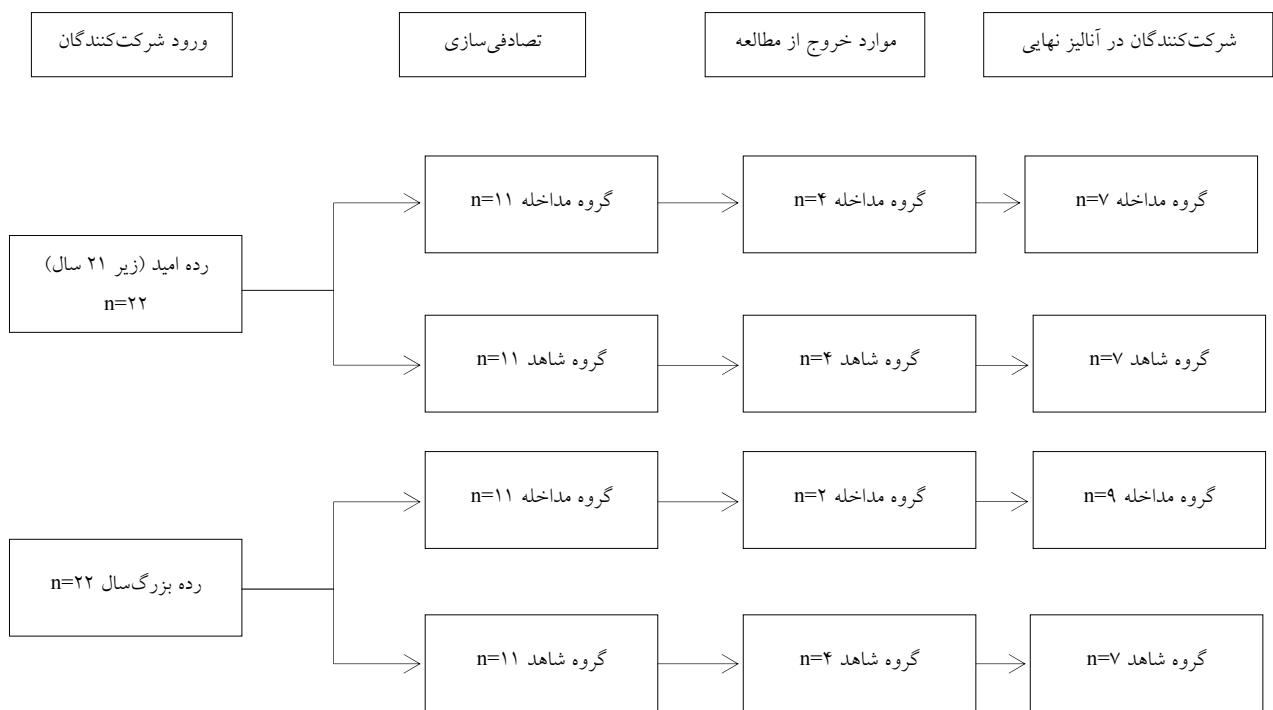 ورود شرکت‌کنندگان
تصادفی‌سازی
موارد خروج از مطالعه
شرکت‌کنندگان در آنالیز نهایی
رده امید (زیر ۲۱ سال)
n=۲۲
گروه مداخله n=۱۱
گروه مداخله n=۴
گروه مداخله n=۷
گروه شاهد n=۱۱
گروه شاهد n=۴
گروه شاهد n=۷
رده بزرگ‌سال n=۲۲
گروه مداخله n=۱۱
گروه مداخله n=۲
گروه مداخله n=۹
گروه شاهد n=۱۱
گروه شاهد n=۴
گروه شاهد n=۷